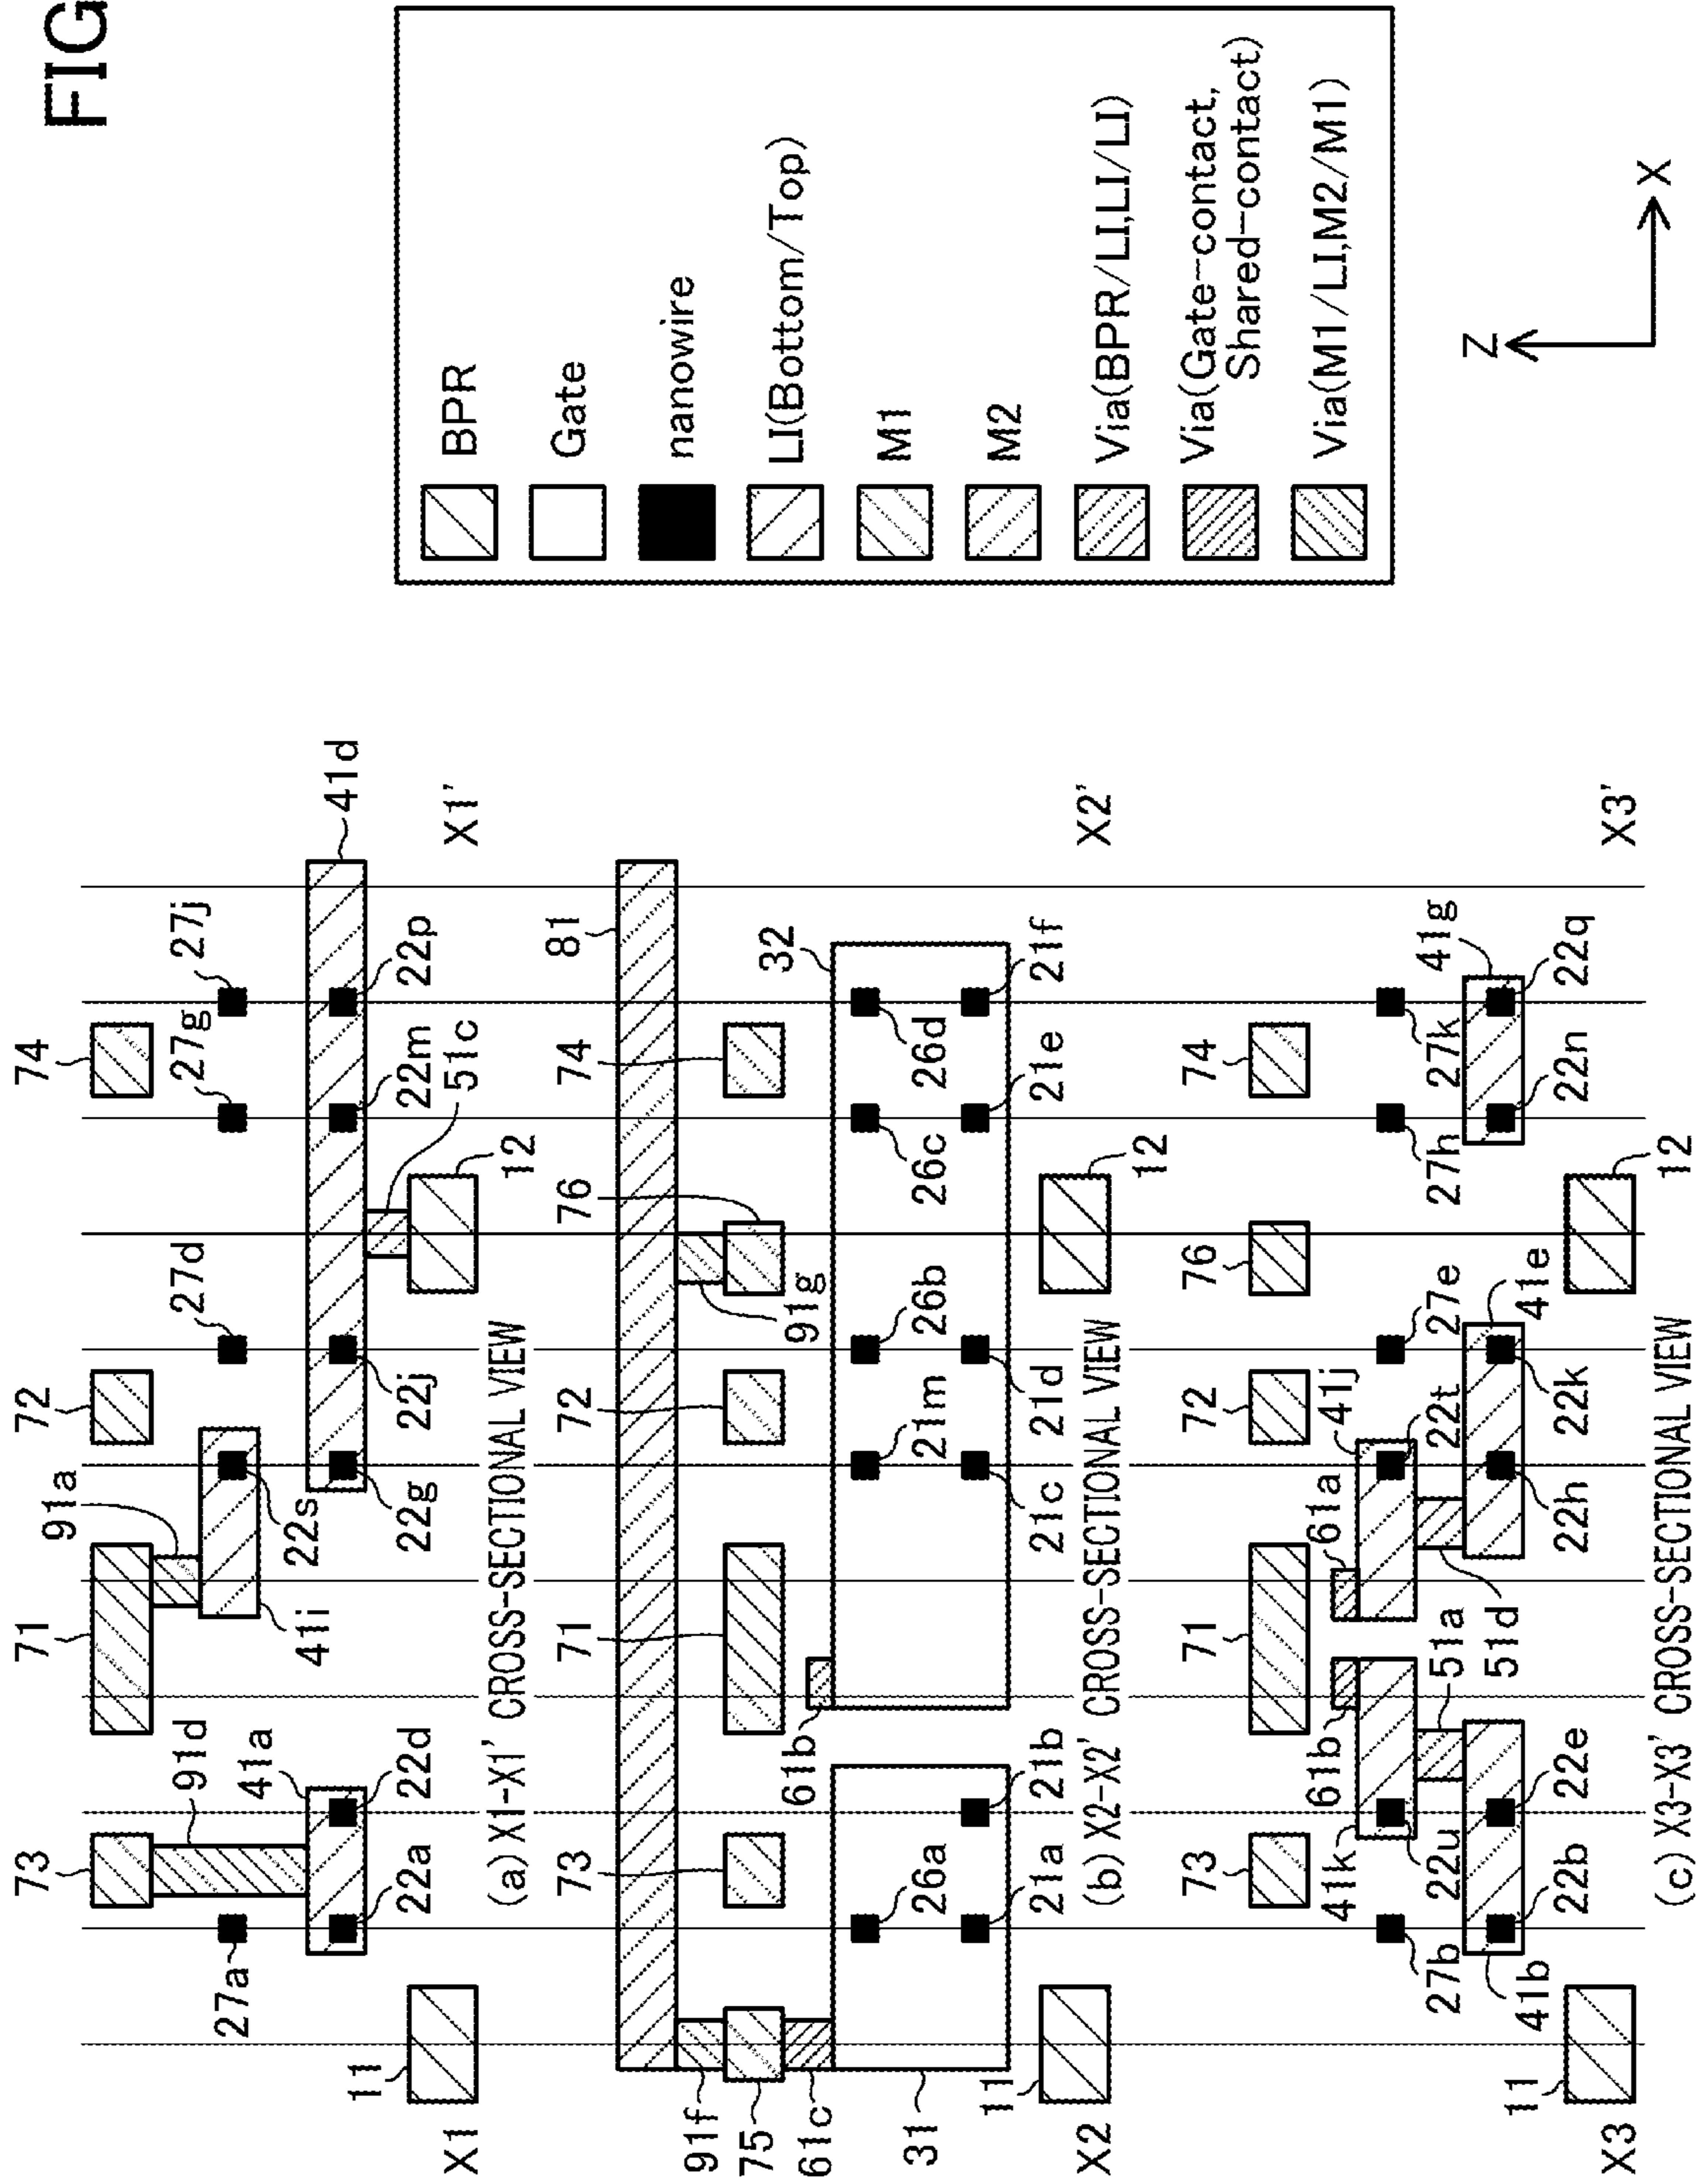 FIG
73
91d
71
91a
72
74
27a
41a
27d
27g
27j
41d
41i
22s
22a
22d
22g
22j
22m
51c
22p
11
12
X1
(a) X1-X1' CROSS-SECTIONAL VIEW
X1'
81
91f
75
61c
73
71
72
76
74
32
61b
91g
31
26a
21m
26b
26c
26d
21a
21b
21c
21d
21e
21f
11
12
X2
(b) X2-X2' CROSS-SECTIONAL VIEW
X2'
73
71
72
76
74
61b
61a
41j
27e
41k
27b
22u
22t
27h
27k
41g
51a
51d
41e
41b
22b
22e
22h
22k
22n
22q
11
12
X3
(c) X3-X3' CROSS-SECTIONAL VIEW
X3'
BPR
Gate
nanowire
LI(Bottom/Top)
M1
M2
Via(BPR/LI,LI/LI)
Via(Gate-contact,
Shared-contact)
Via(M1/LI,M2/M1)
Z
X